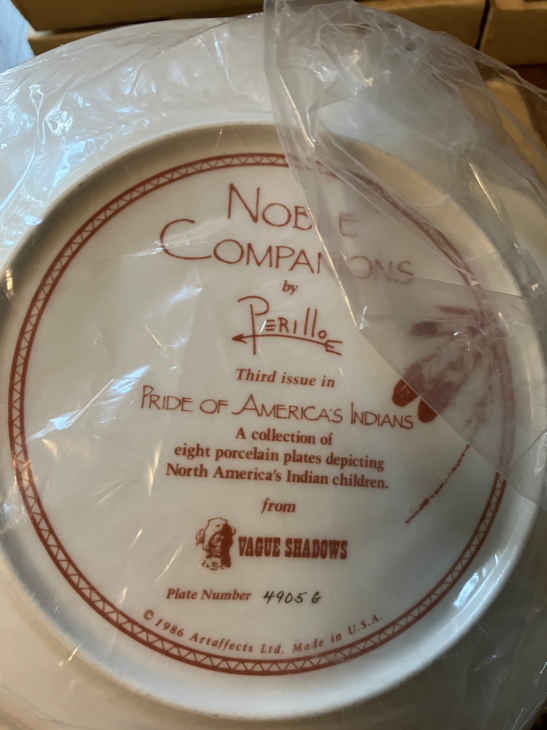 NOBLE
COMPANIONS
by
PERILLO
Third issue in
PRIDE OF AMERICA'S INDIANS
A collection of
eight porcelain plates depicting
North America's Indian children.
from
VAGUE SHADOWS
Plate Number 4905 G
© 1986 Artaffects Ltd. Made in U.S.A.